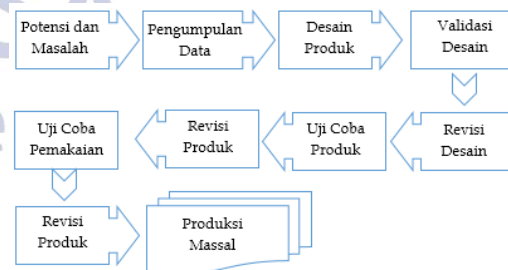 Potensi dan
Masalah
Pengumpulan
Data
Desain
Produk
Validasi
Desain
Revisi
Desain
Uji Coba
Produk
Revisi
Produk
Uji Coba
Pemakaian
Revisi
Produk
Produksi
Massal